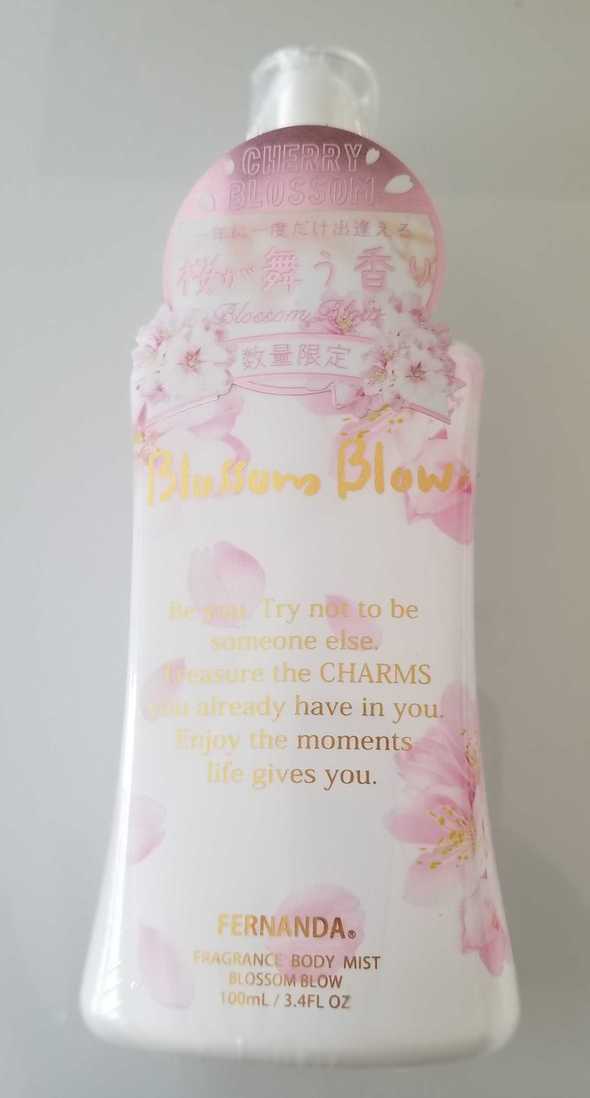 CHERRY
BLOSSOM
一年に一度だけ出逢える
桜が舞う香り
Blossom Blow
数量限定
Blossom Blow
Be you. Try not to be
someone else.
Treasure the CHARMS
you already have in you.
Enjoy the moments
life gives you.
FERNANDA®
FRAGRANCE BODY MIST
BLOSSOM BLOW
100mL / 3.4FL OZ